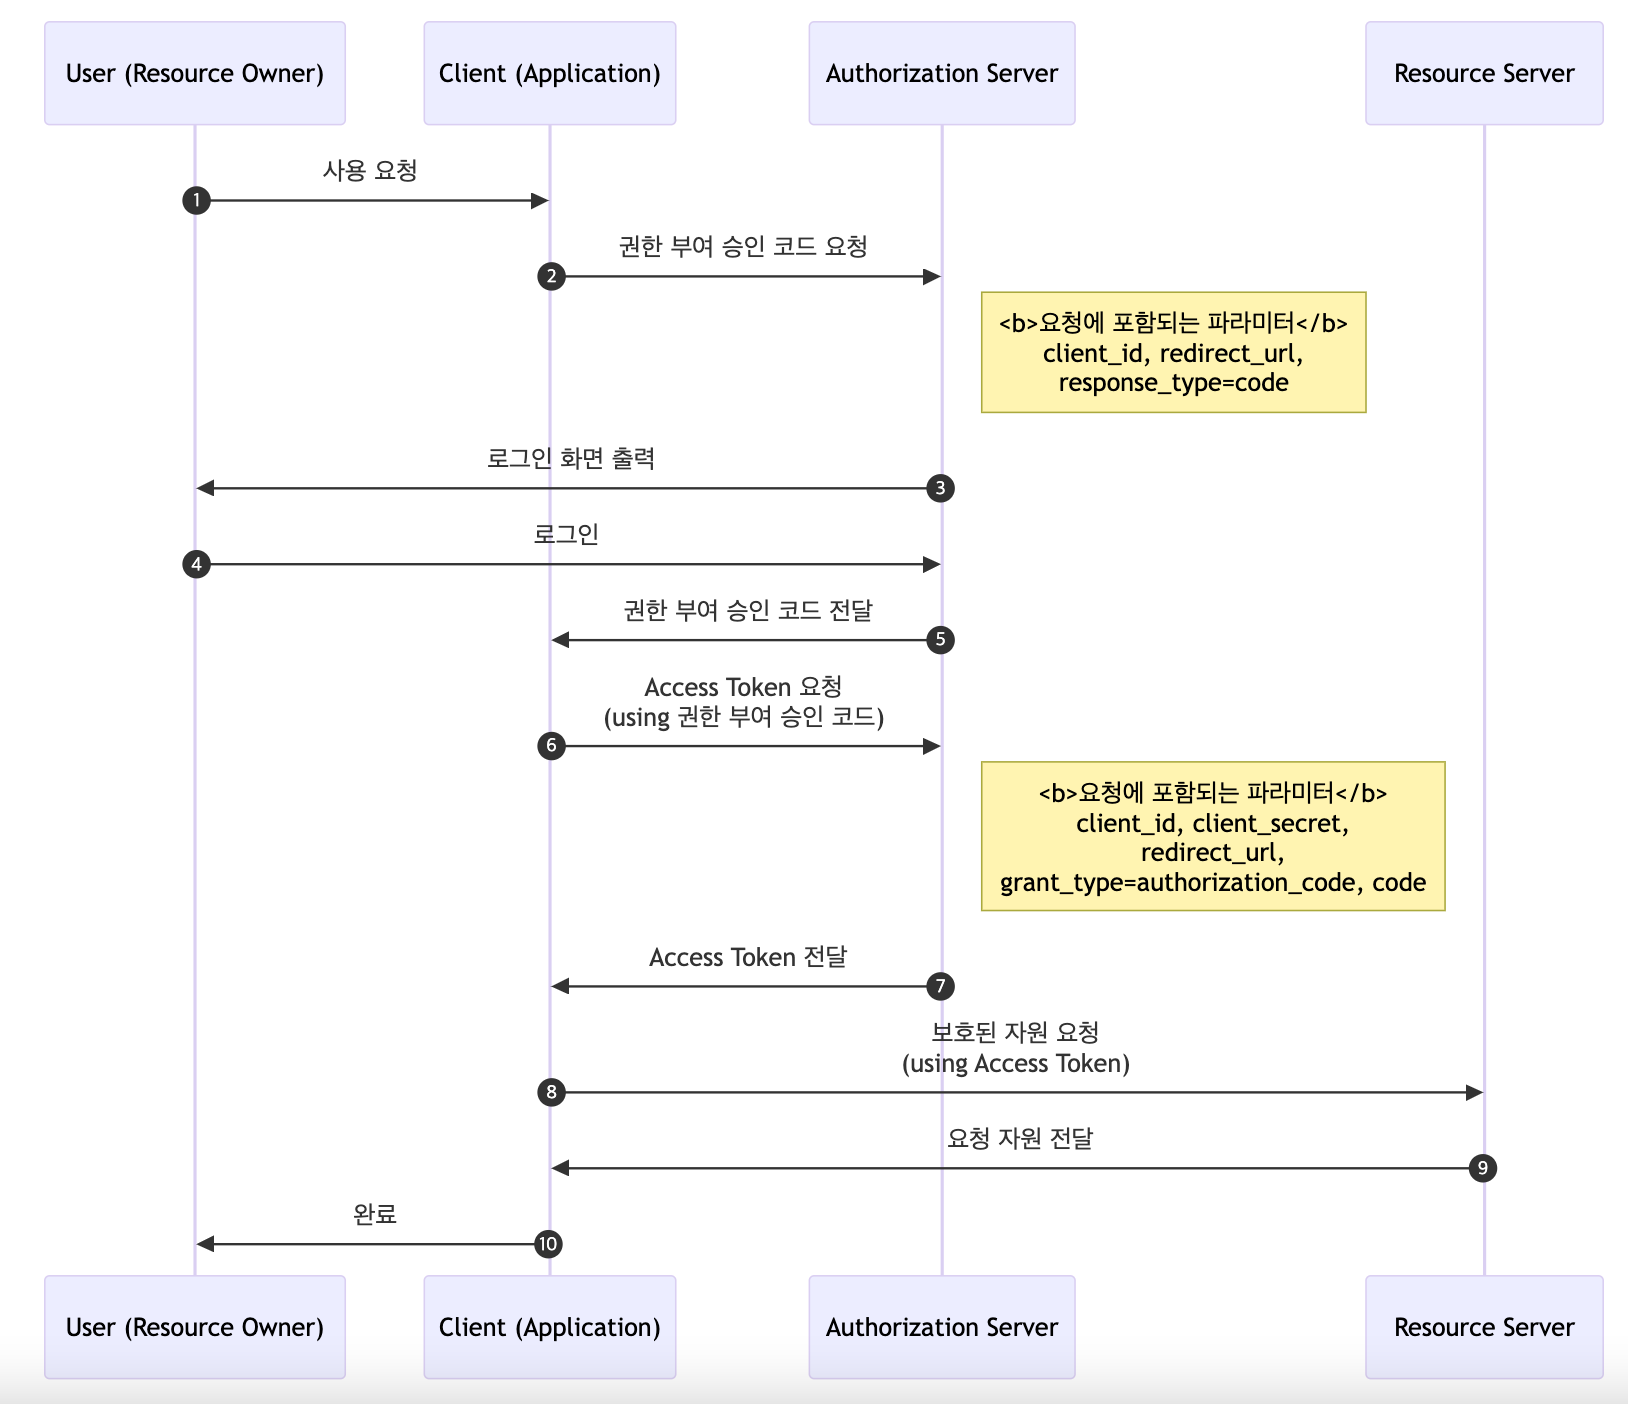 User (Resource Owner)
Client (Application)
Authorization Server
Resource Server
사용 요청
1
권한 부여 승인 코드 요청
2
<b>요청에 포함되는 파라미터</b>
client_id, redirect_url,
response_type=code
로그인 화면 출력
3
로그인
4
권한 부여 승인 코드 전달
5
Access Token 요청
(using 권한 부여 승인 코드)
6
<b>요청에 포함되는 파라미터</b>
client_id, client_secret,
redirect_url,
grant_type=authorization_code, code
Access Token 전달
7
보호된 자원 요청
(using Access Token)
8
요청 자원 전달
9
완료
10
User (Resource Owner)
Client (Application)
Authorization Server
Resource Server